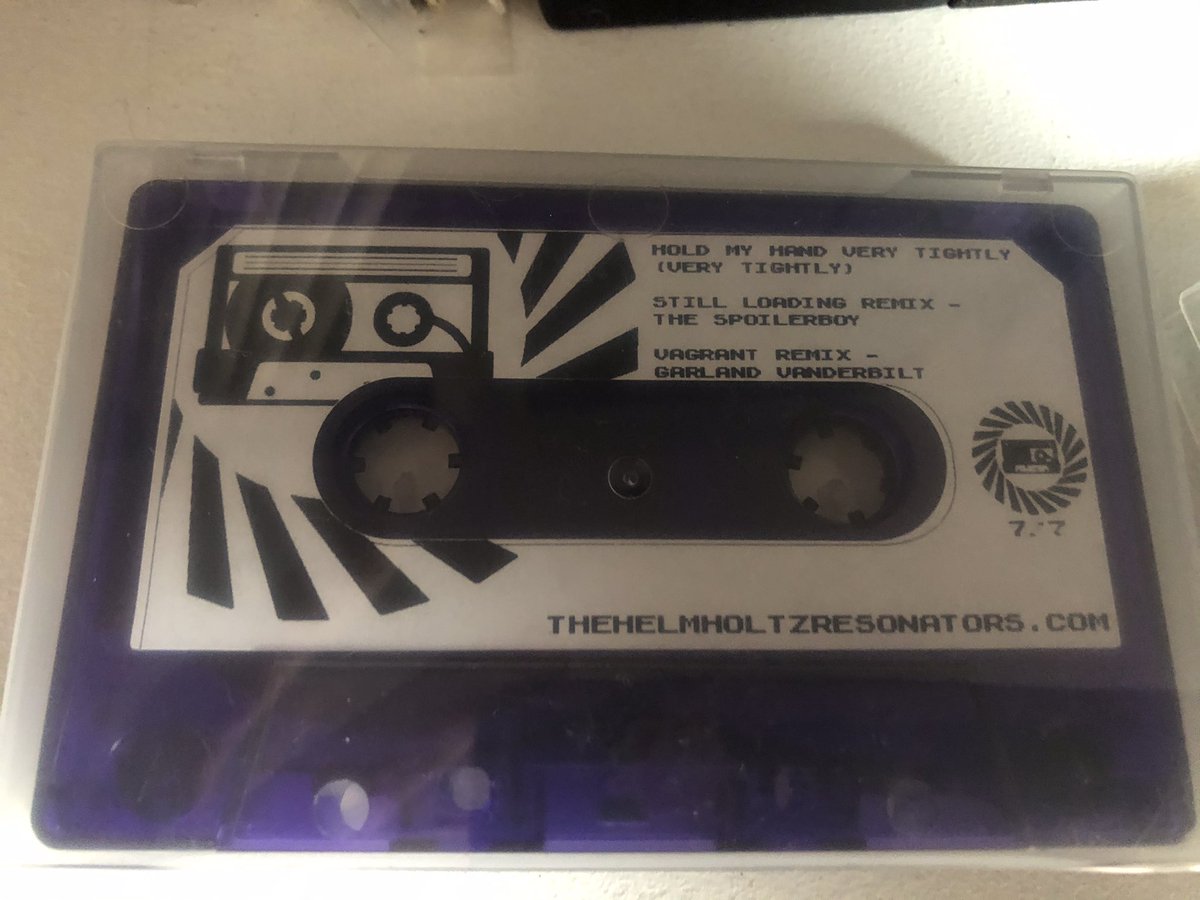 HOLD MY HAND VERY TIGHTLY
(VERY TIGHTLY)
STILL LOADING REMIX -
THE SPOILERBOY
VAGRANT REMIX -
GARLAND VANDERBILT
THEHELMHOLTZRESONATORS.COM